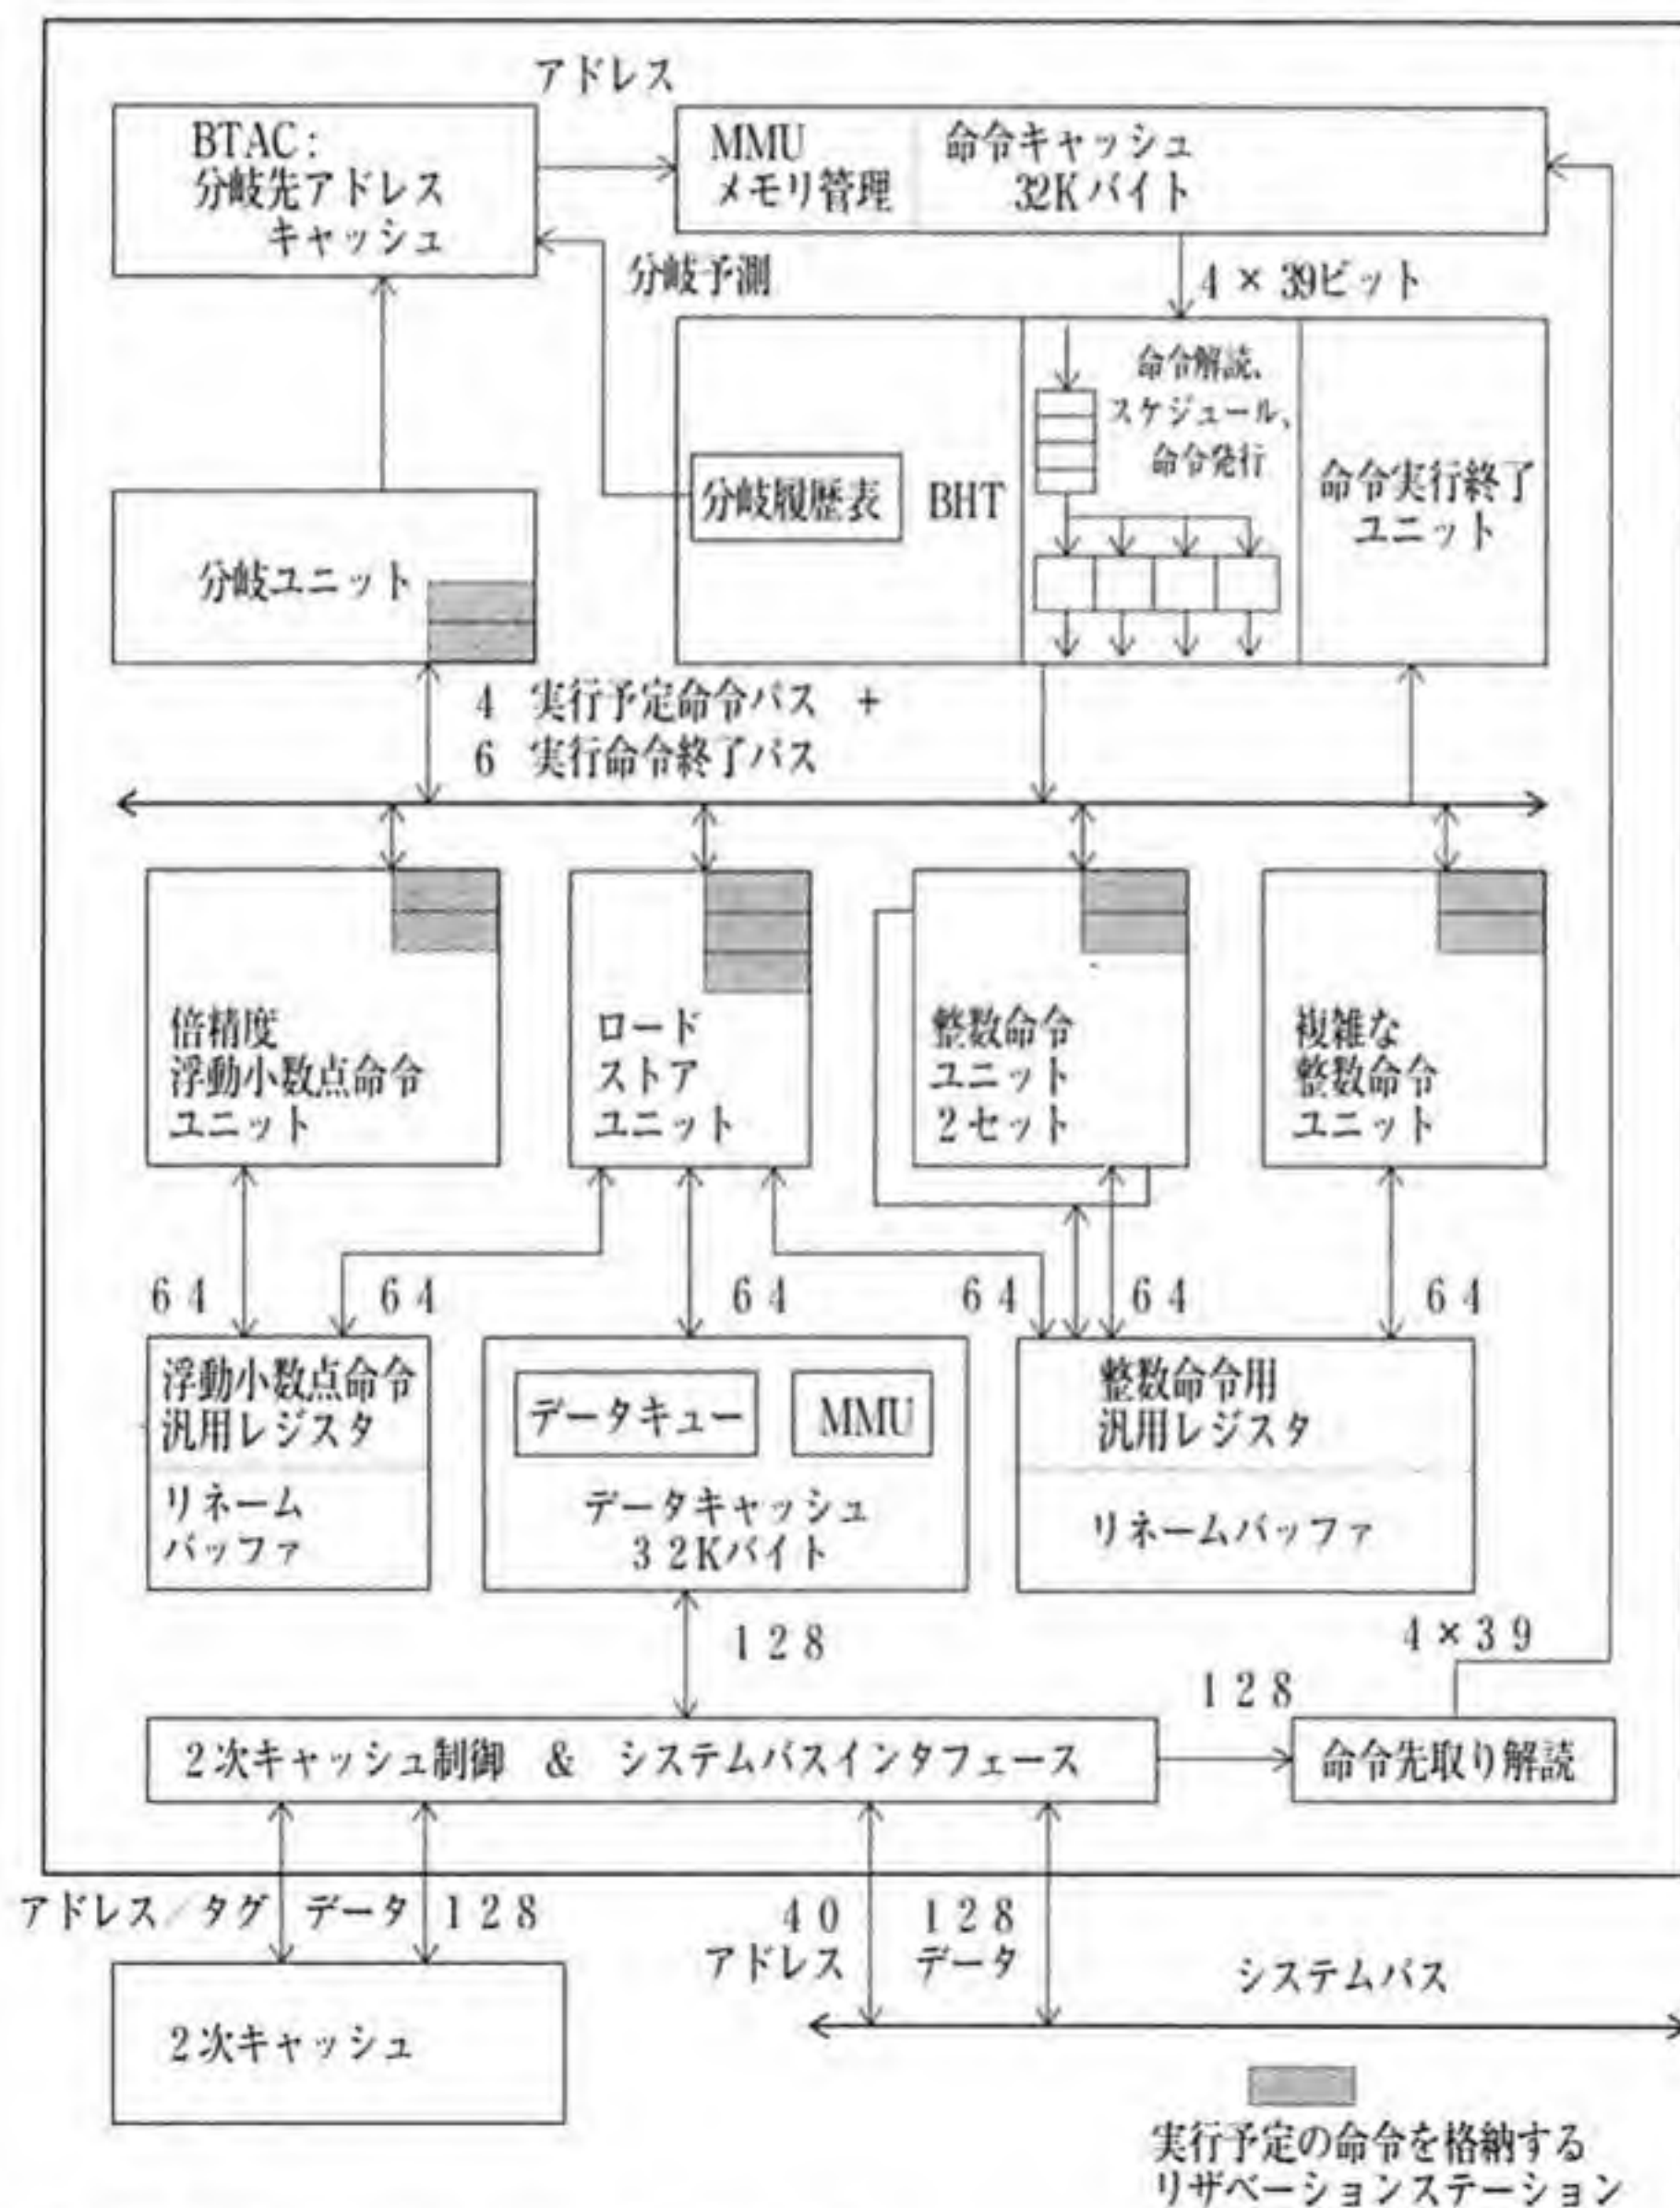 アドレス
BTAC:
分岐先アドレス
キャッシュ
MMU
メモリ管理
命令キャッシュ
32Kバイト
分岐予測
4 × 39ビット
分岐履歴表
BHT
命令解読、
スケジュール、
命令発行
命令実行終了
ユニット
分岐ユニット
4 実行予定命令パス +
6 実行命令終了パス
倍精度
浮動小数点命令
ユニット
ロード
ストア
ユニット
整数命令
ユニット
2セット
複雑な
整数命令
ユニット
64
64
64
64
64
64
浮動小数点命令
汎用レジスタ
リネーム
バッファ
データキュー
MMU
データキャッシュ
32Kバイト
整数命令用
汎用レジスタ
リネームバッファ
128
4×39
128
2次キャッシュ制御 & システムバスインタフェース
命令先取り解読
アドレス/タグ
データ
128
40
アドレス
128
データ
システムバス
2次キャッシュ
実行予定の命令を格納する
リザベーションステーション